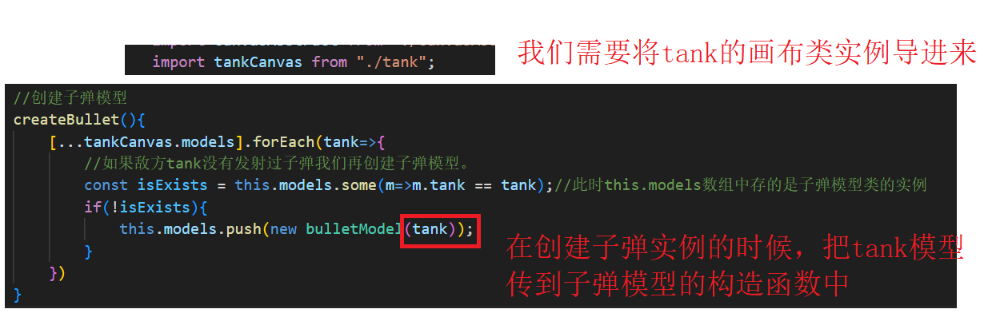 import tankCanvas from "./tank";
我们需要将tank的画布类实例导进来
//创建子弹模型
createBullet(){
[...tankCanvas.models].forEach(tank=>{
//如果敌方tank没有发射过子弹我们再创建子弹模型。
const isExists = this.models.some(m=>m.tank == tank);//此时this.models数组中存的是子弹模型类的实例
if(!isExists){
this.models.push(new bulletModel(tank));
}
})
}
在创建子弹实例的时候，把tank模型
传到子弹模型的构造函数中